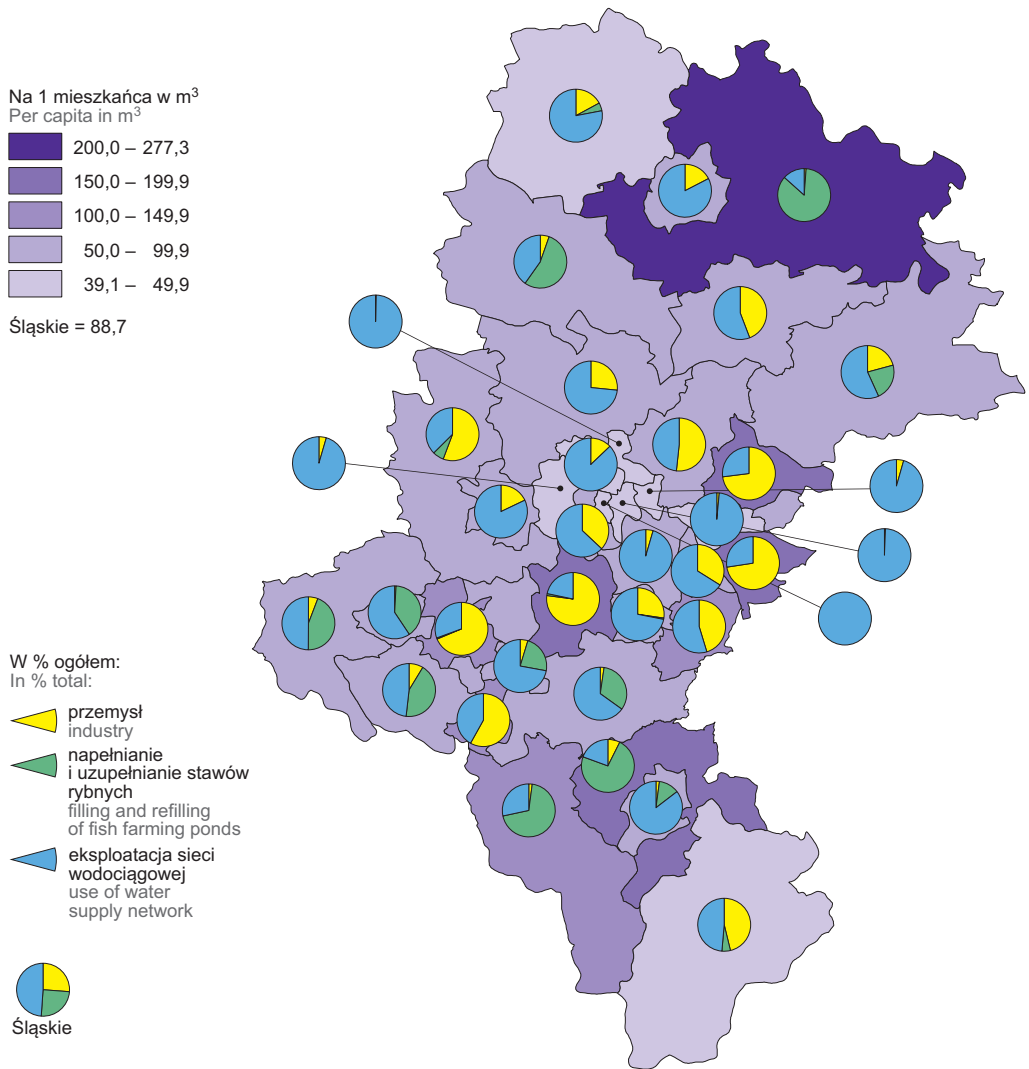 Na 1 mieszkańca w m³
Per capita in m³
200,0 – 277,3
150,0 – 199,9
100,0 – 149,9
50,0 – 99,9
39,1 – 49,9
Śląskie = 88,7
W % ogółem:
In % total:
przemysł
industry
napełnianie
i uzupełnianie stawów
rybnych
filling and refilling
of fish farming ponds
eksploatacja sieci
wodociągowej
use of water
supply network
Śląskie